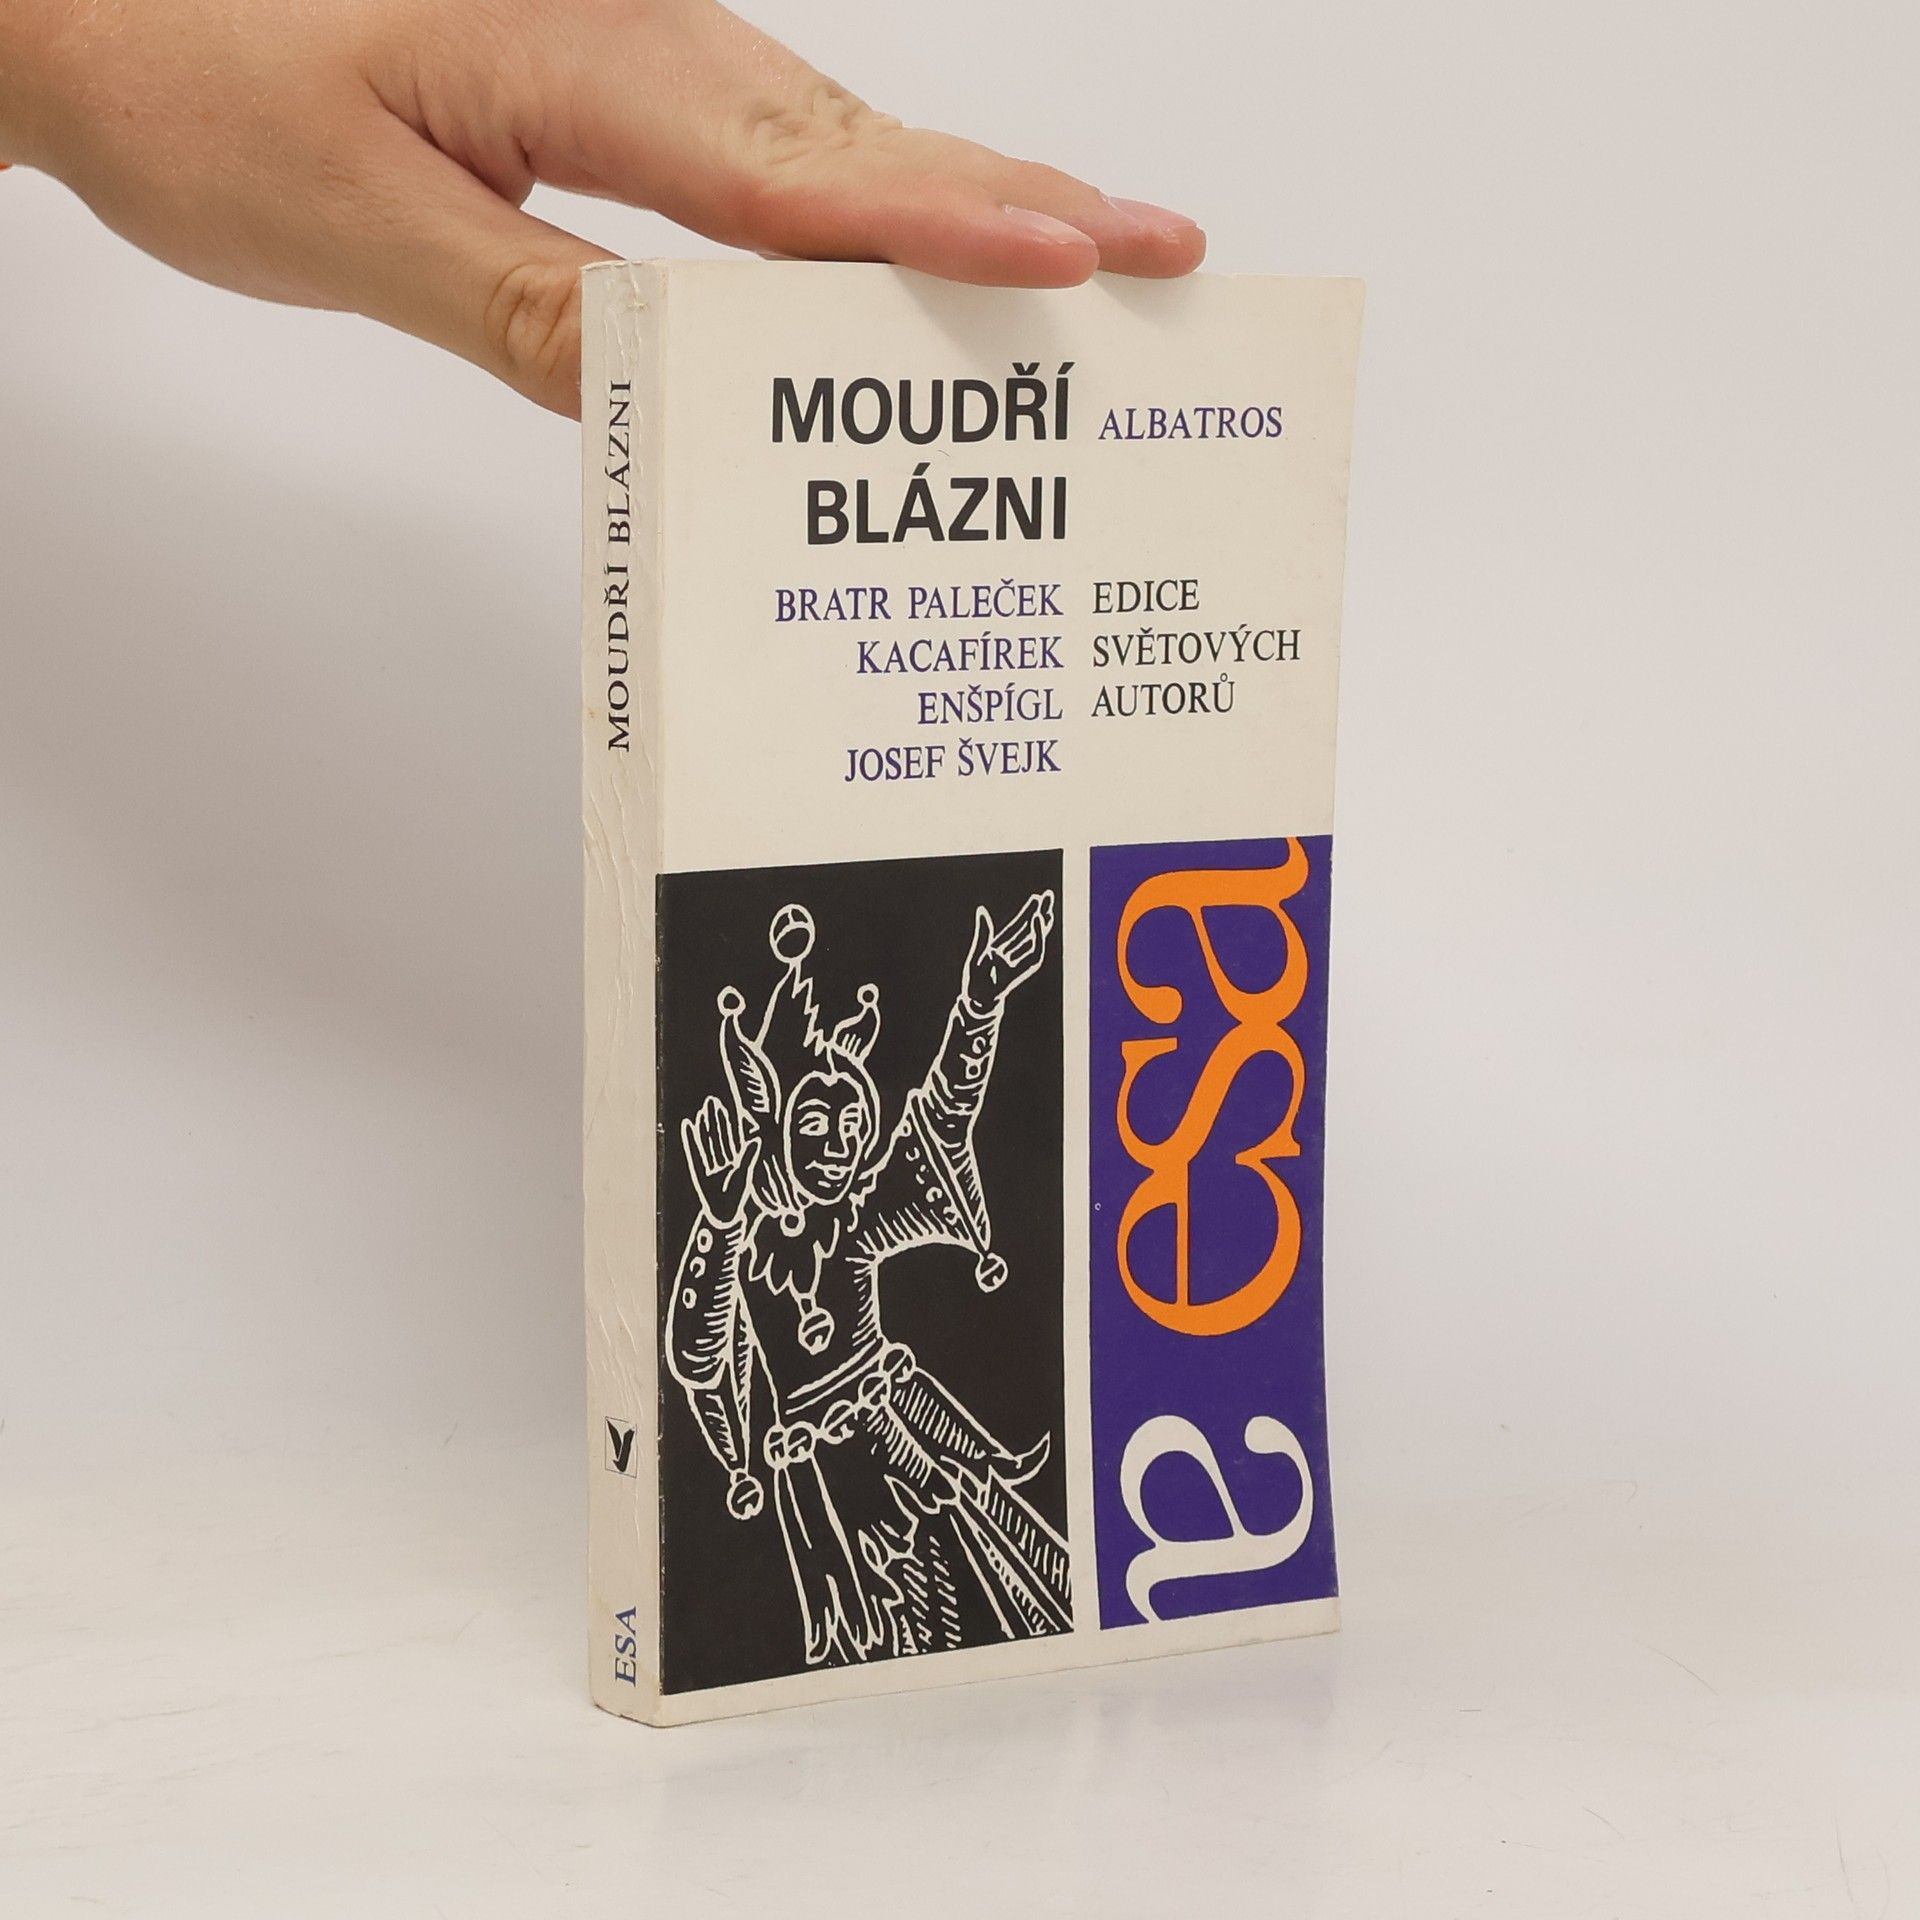 MOUDŘÍ BLÁZNI
ESA
MOUDŘÍ
BLÁZNI
ALBATROS
BRATR PALEČEK
KACAFÍREK
ENŠPÍGL
JOSEF ŠVEJK
EDICE
SVĚTOVÝCH
AUTORŮ
a esa